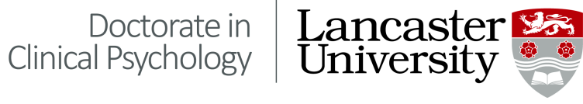 Doctorate in
Clinical Psychology
Lancaster
University